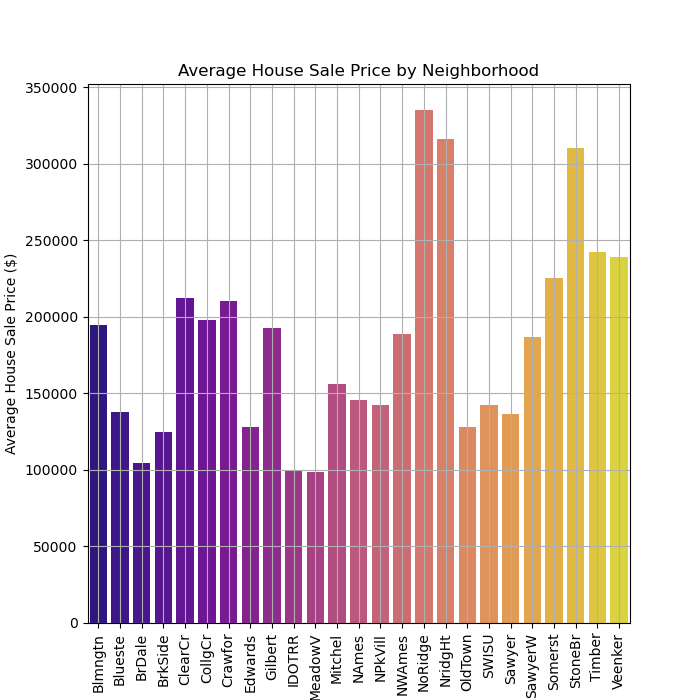 Average House Sale Price by Neighborhood
Average House Sale Price ($)
350000
300000
250000
200000
150000
100000
50000
0
Blmngtn
Blueste
BrDale
BrkSide
ClearCr
CollgCr
Crawfor
Edwards
Gilbert
IDOTRR
MeadowV
Mitchel
NAmes
NPkVill
NWAmes
NoRidge
NridgHt
OldTown
SWISU
Sawyer
SawyerW
Somerst
StoneBr
Timber
Veenker